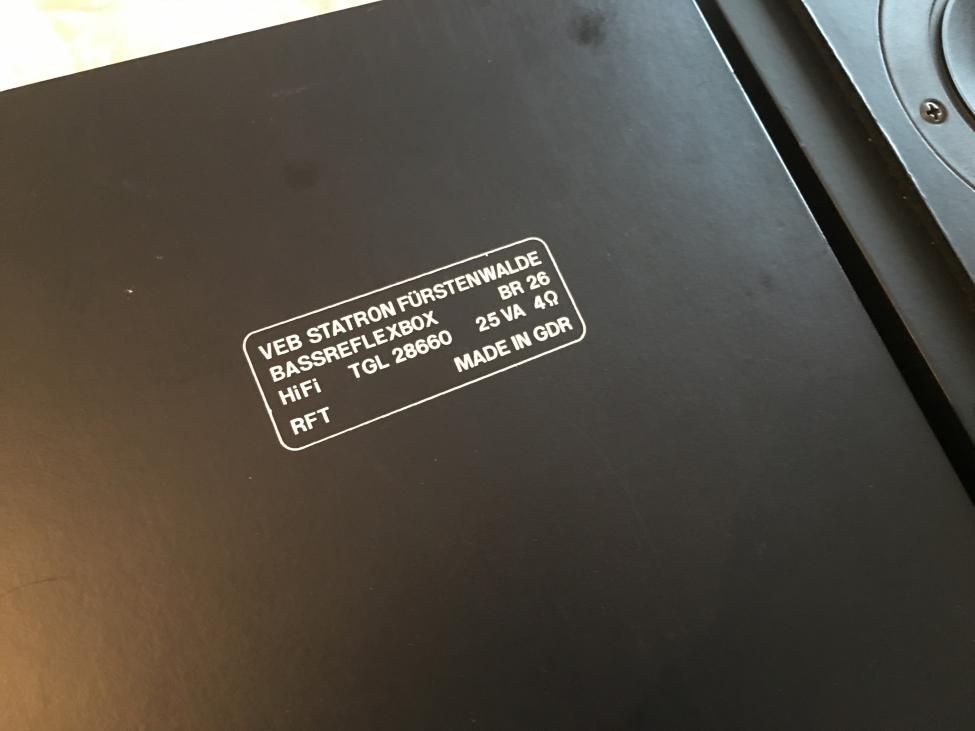 VEB STATRON FÜRSTENWALDE
BASSREFLEXBOX BR 26
HiFi TGL 28660 25 VA 4Ω
RFT MADE IN GDR